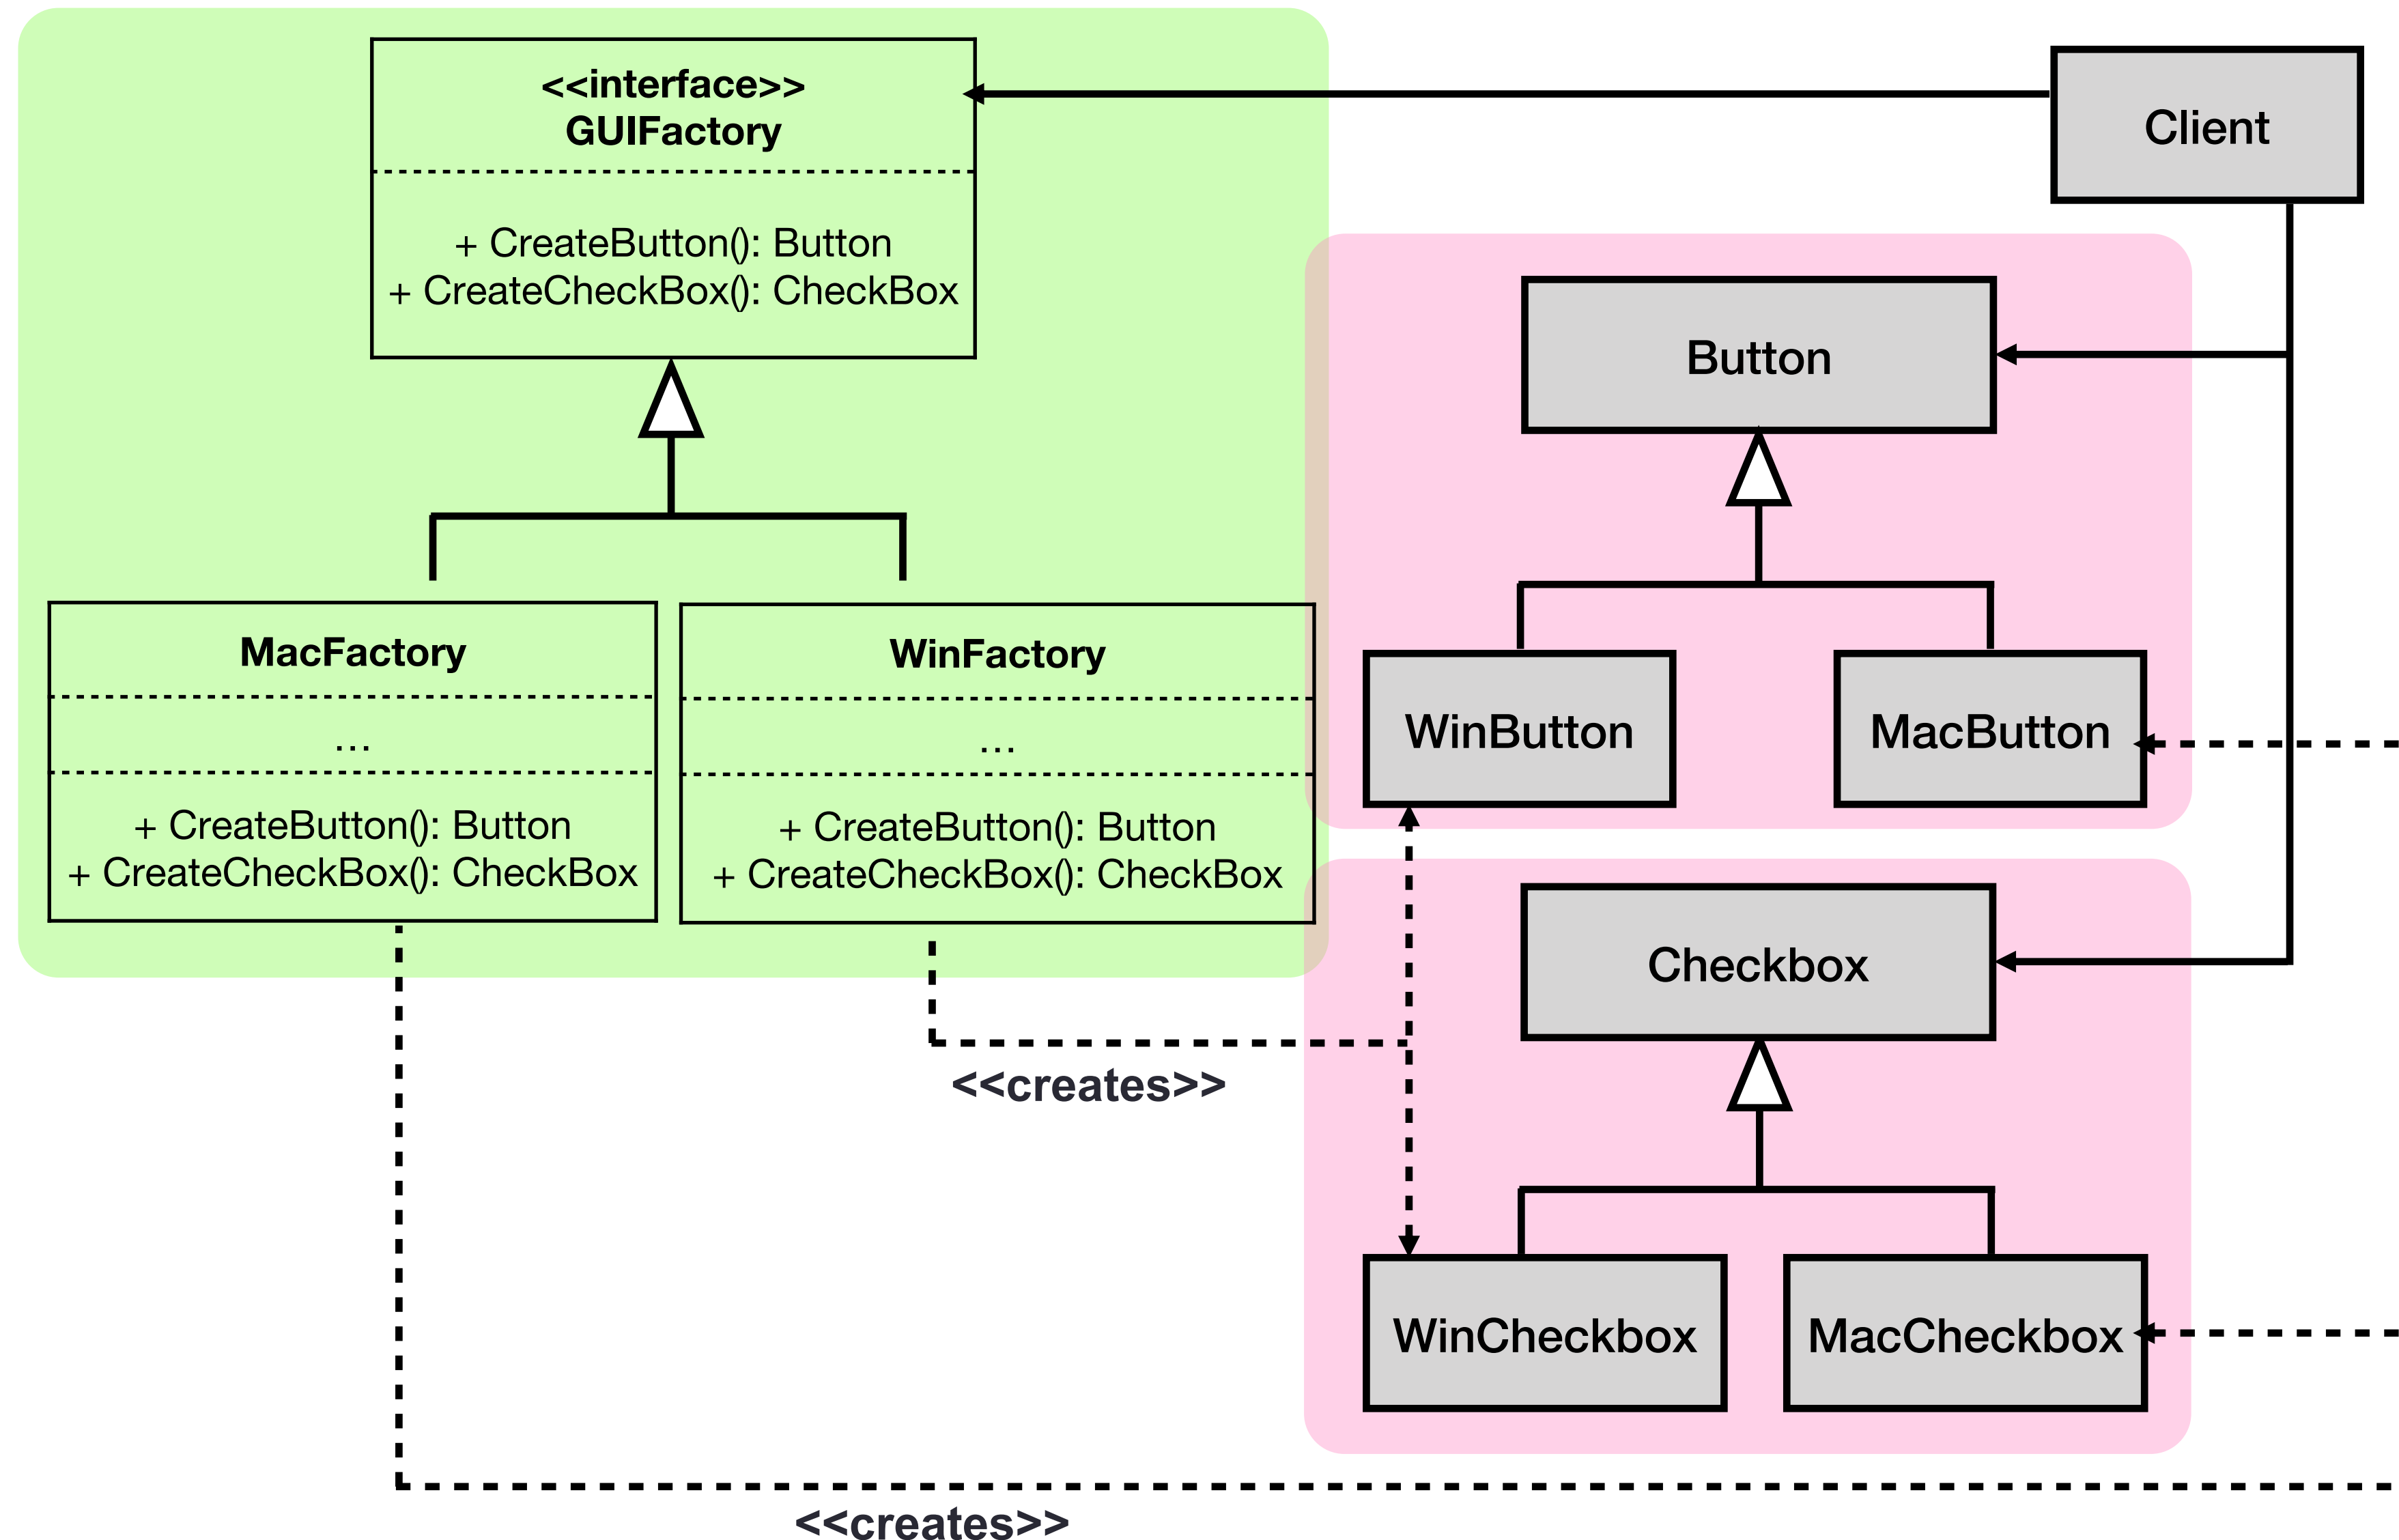 <<interface>>
GUIFactory
+ CreateButton(): Button
+ CreateCheckBox(): CheckBox
Client
Button
MacFactory
...
+ CreateButton(): Button
+ CreateCheckBox(): CheckBox
WinFactory
...
+ CreateButton(): Button
+ CreateCheckBox(): CheckBox
WinButton
MacButton
Checkbox
<<creates>>
WinCheckbox
MacCheckbox
<<creates>>